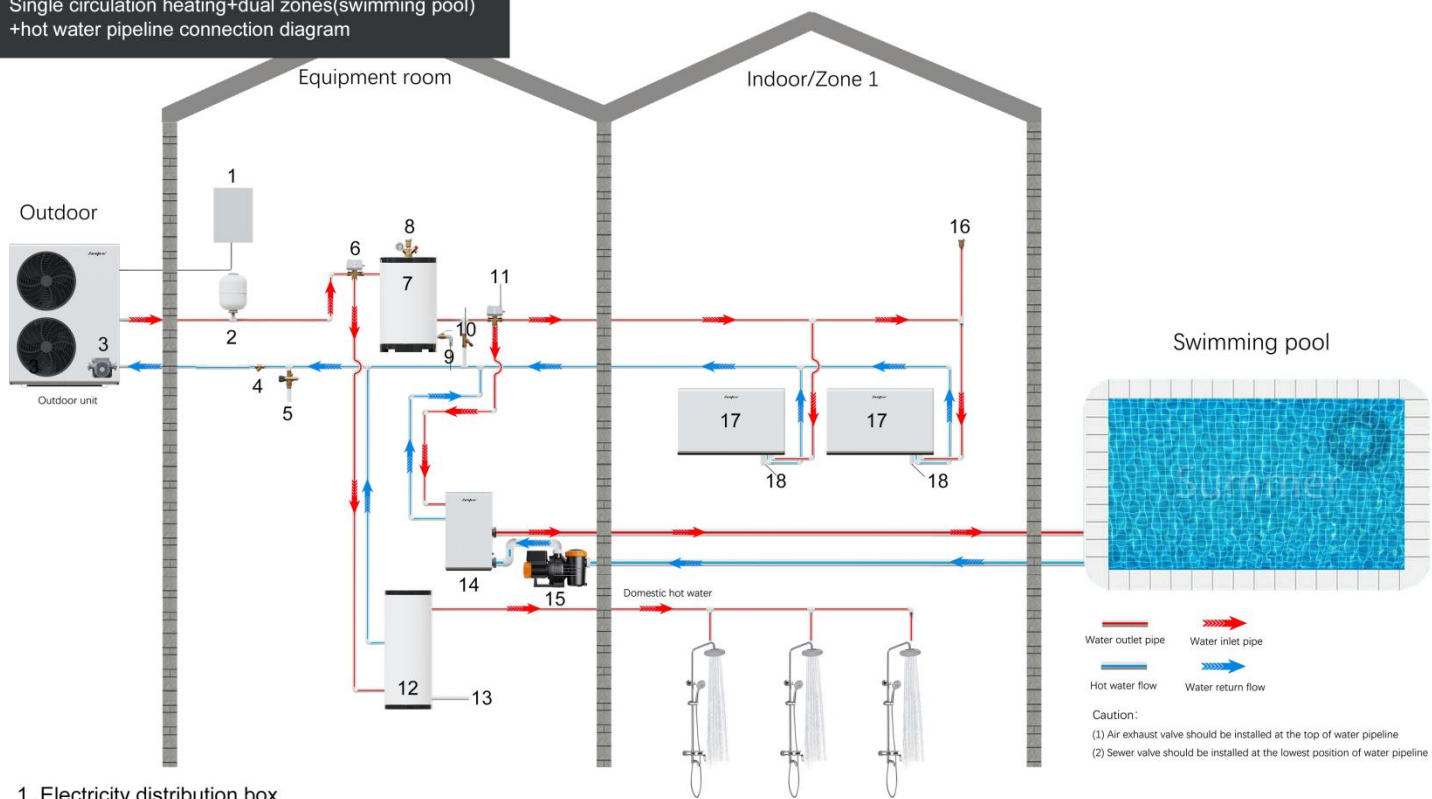 Single circulation heating+dual zones(swimming pool)
+hot water pipeline connection diagram
Equipment room
Indoor/Zone 1
1
Outdoor
8
16
6
11
7
10
2
3
3
9
4
Swimming pool
5
Outdoor unit
17
17
18
18
Summer
14
15
Domestic hot water
Water outlet pipe
Water inlet pipe
12
13
Hot water flow
Water return flow
Caution:
(1) Air exhaust valve should be installed at the top of water pipeline
(2) Sewer valve should be installed at the lowest position of water pipeline
1. Electricity distribution box